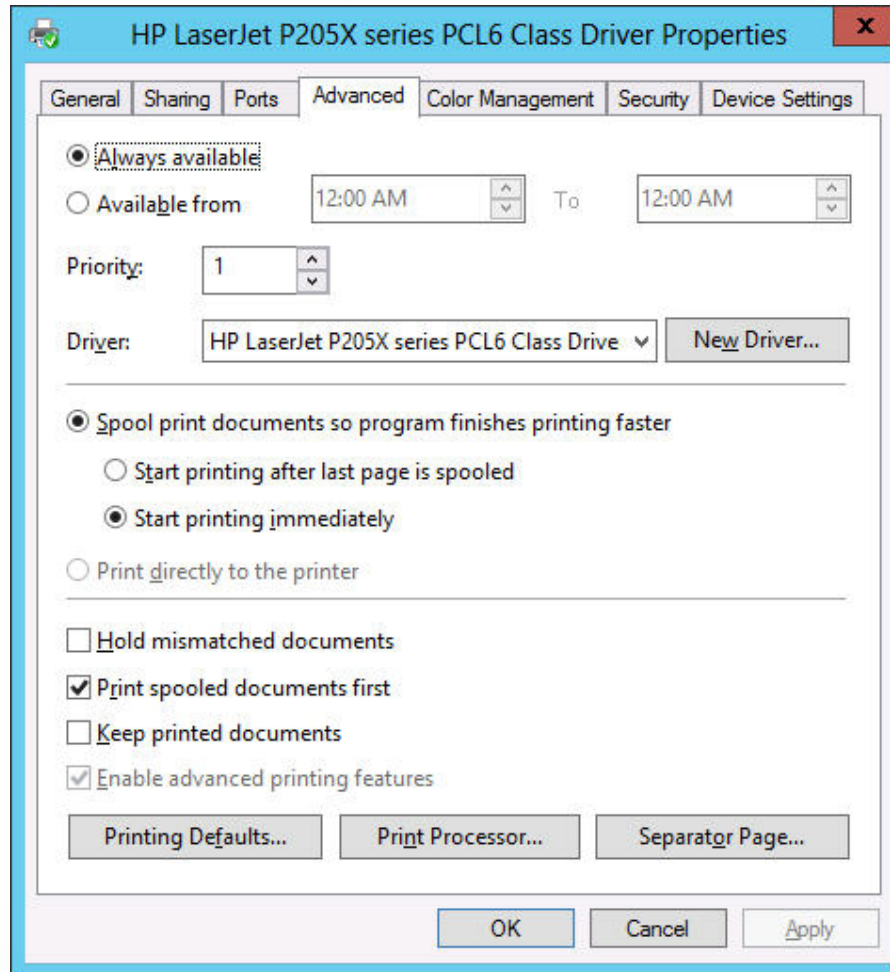 HP LaserJet P205X series PCL6 Class Driver Properties
x
General Sharing Ports Advanced Color Management Security Device Settings
Always available
Available from 12:00 AM To 12:00 AM
Priority: 1
Driver: HP LaserJet P205X series PCL6 Class Drive New Driver...
Spool print documents so program finishes printing faster
Start printing after last page is spooled
Start printing immediately
Print directly to the printer
Hold mismatched documents
Print spooled documents first
Keep printed documents
Enable advanced printing features
Printing Defaults... Print Processor... Separator Page...
OK Cancel Apply